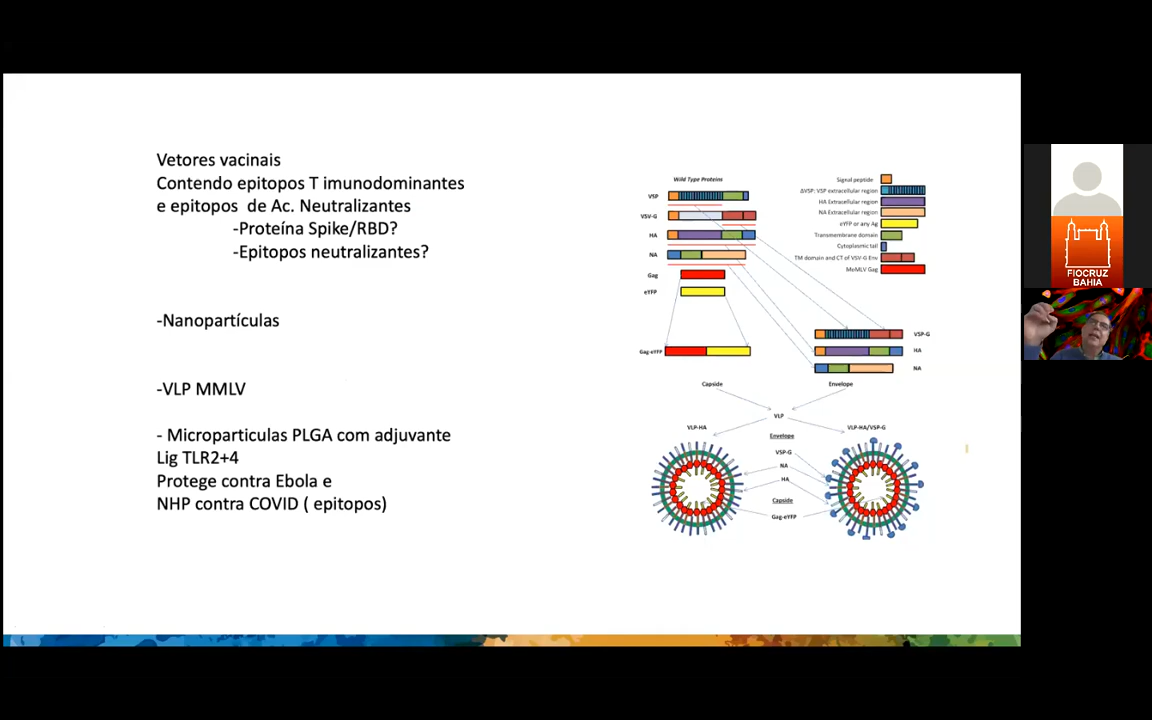 Vetores vacinais
Contendo epitopos T imunodominantes
e epitopos de Ac. Neutralizantes
-Proteína Spike/RBD?
-Epitopos neutralizantes?
-Nanopartículas
-VLP MMLV
- Microparticulas PLGA com adjuvante
Lig TLR2+4
Protege contra Ebola e
NHP contra COVID ( epitopos)
Wild Type Proteins
VSP
VSV-G
HA
NA
Gag
eYFP
Gag-eYFP
Signal peptide
ΔVSP: VSP extracellular region
HA Extracellular region
NA Extracellular region
eYFP or any Ag
Transmembrane domain
Cytoplasmic tail
TM domain and CT of VSV-G Env
MoMLV Gag
VSP-G
HA
NA
Capside
Envelope
VLP
VLP-HA
VLP-HA/VSP-G
Envelope
VSP-G
NA
HA
Capside
Gag-eYFP
FIOCRUZ
BAHIA